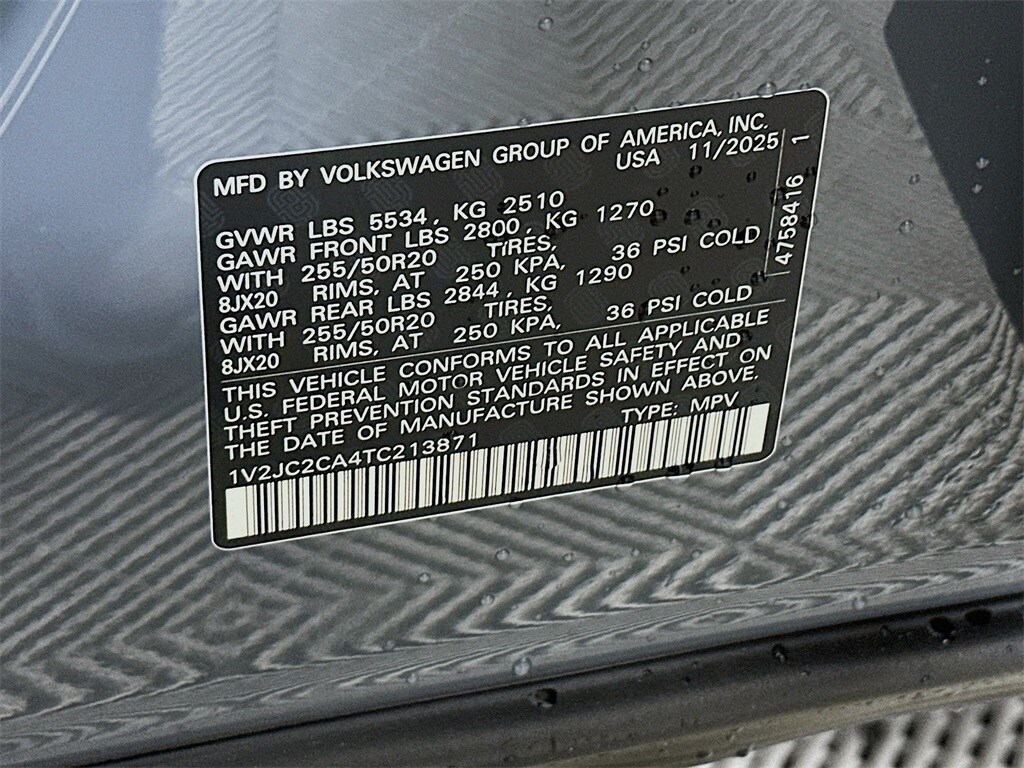 MFD BY VOLKSWAGEN GROUP OF AMERICA, INC.
USA 11/2025
GVWR LBS 5534, KG 2510
GAWR FRONT LBS 2800, KG 1270
WITH 255/50R20 TIRES,
8JX20 RIMS, AT 250 KPA, 36 PSI COLD
GAWR REAR LBS 2844, KG 1290
WITH 255/50R20 TIRES,
8JX20 RIMS, AT 250 KPA, 36 PSI COLD
THIS VEHICLE CONFORMS TO ALL APPLICABLE
U.S. FEDERAL MOTOR VEHICLE SAFETY AND
THEFT PREVENTION STANDARDS IN EFFECT ON
THE DATE OF MANUFACTURE SHOWN ABOVE.
1V2JC2CA4TC213871 TYPE: MPV
4758416 1